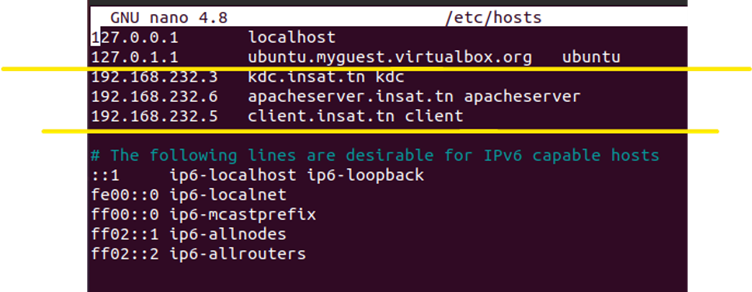 GNU nano 4.8 /etc/hosts
127.0.0.1 localhost
127.0.1.1 ubuntu.myguest.virtualbox.org ubuntu
192.168.232.3 kdc.insat.tn kdc
192.168.232.6 apacheserver.insat.tn apacheserver
192.168.232.5 client.insat.tn client
# The following lines are desirable for IPv6 capable hosts
::1 ip6-localhost ip6-loopback
fe00::0 ip6-localnet
ff00::0 ip6-mcastprefix
ff02::1 ip6-allnodes
ff02::2 ip6-allrouters